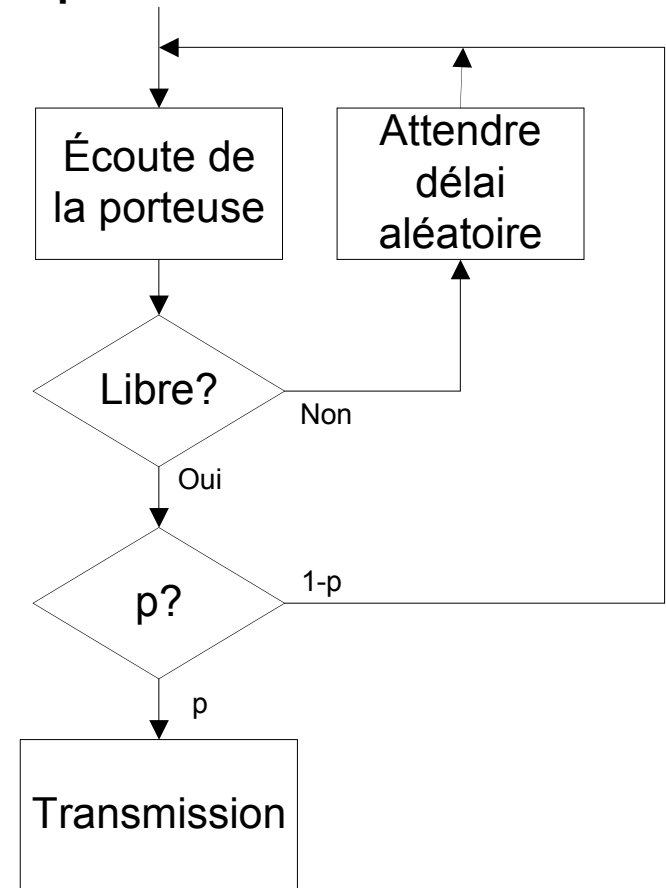 Écoute de
la porteuse
Attendre
délai
aléatoire
Libre?
Non
Oui
p?
1-p
p
Transmission